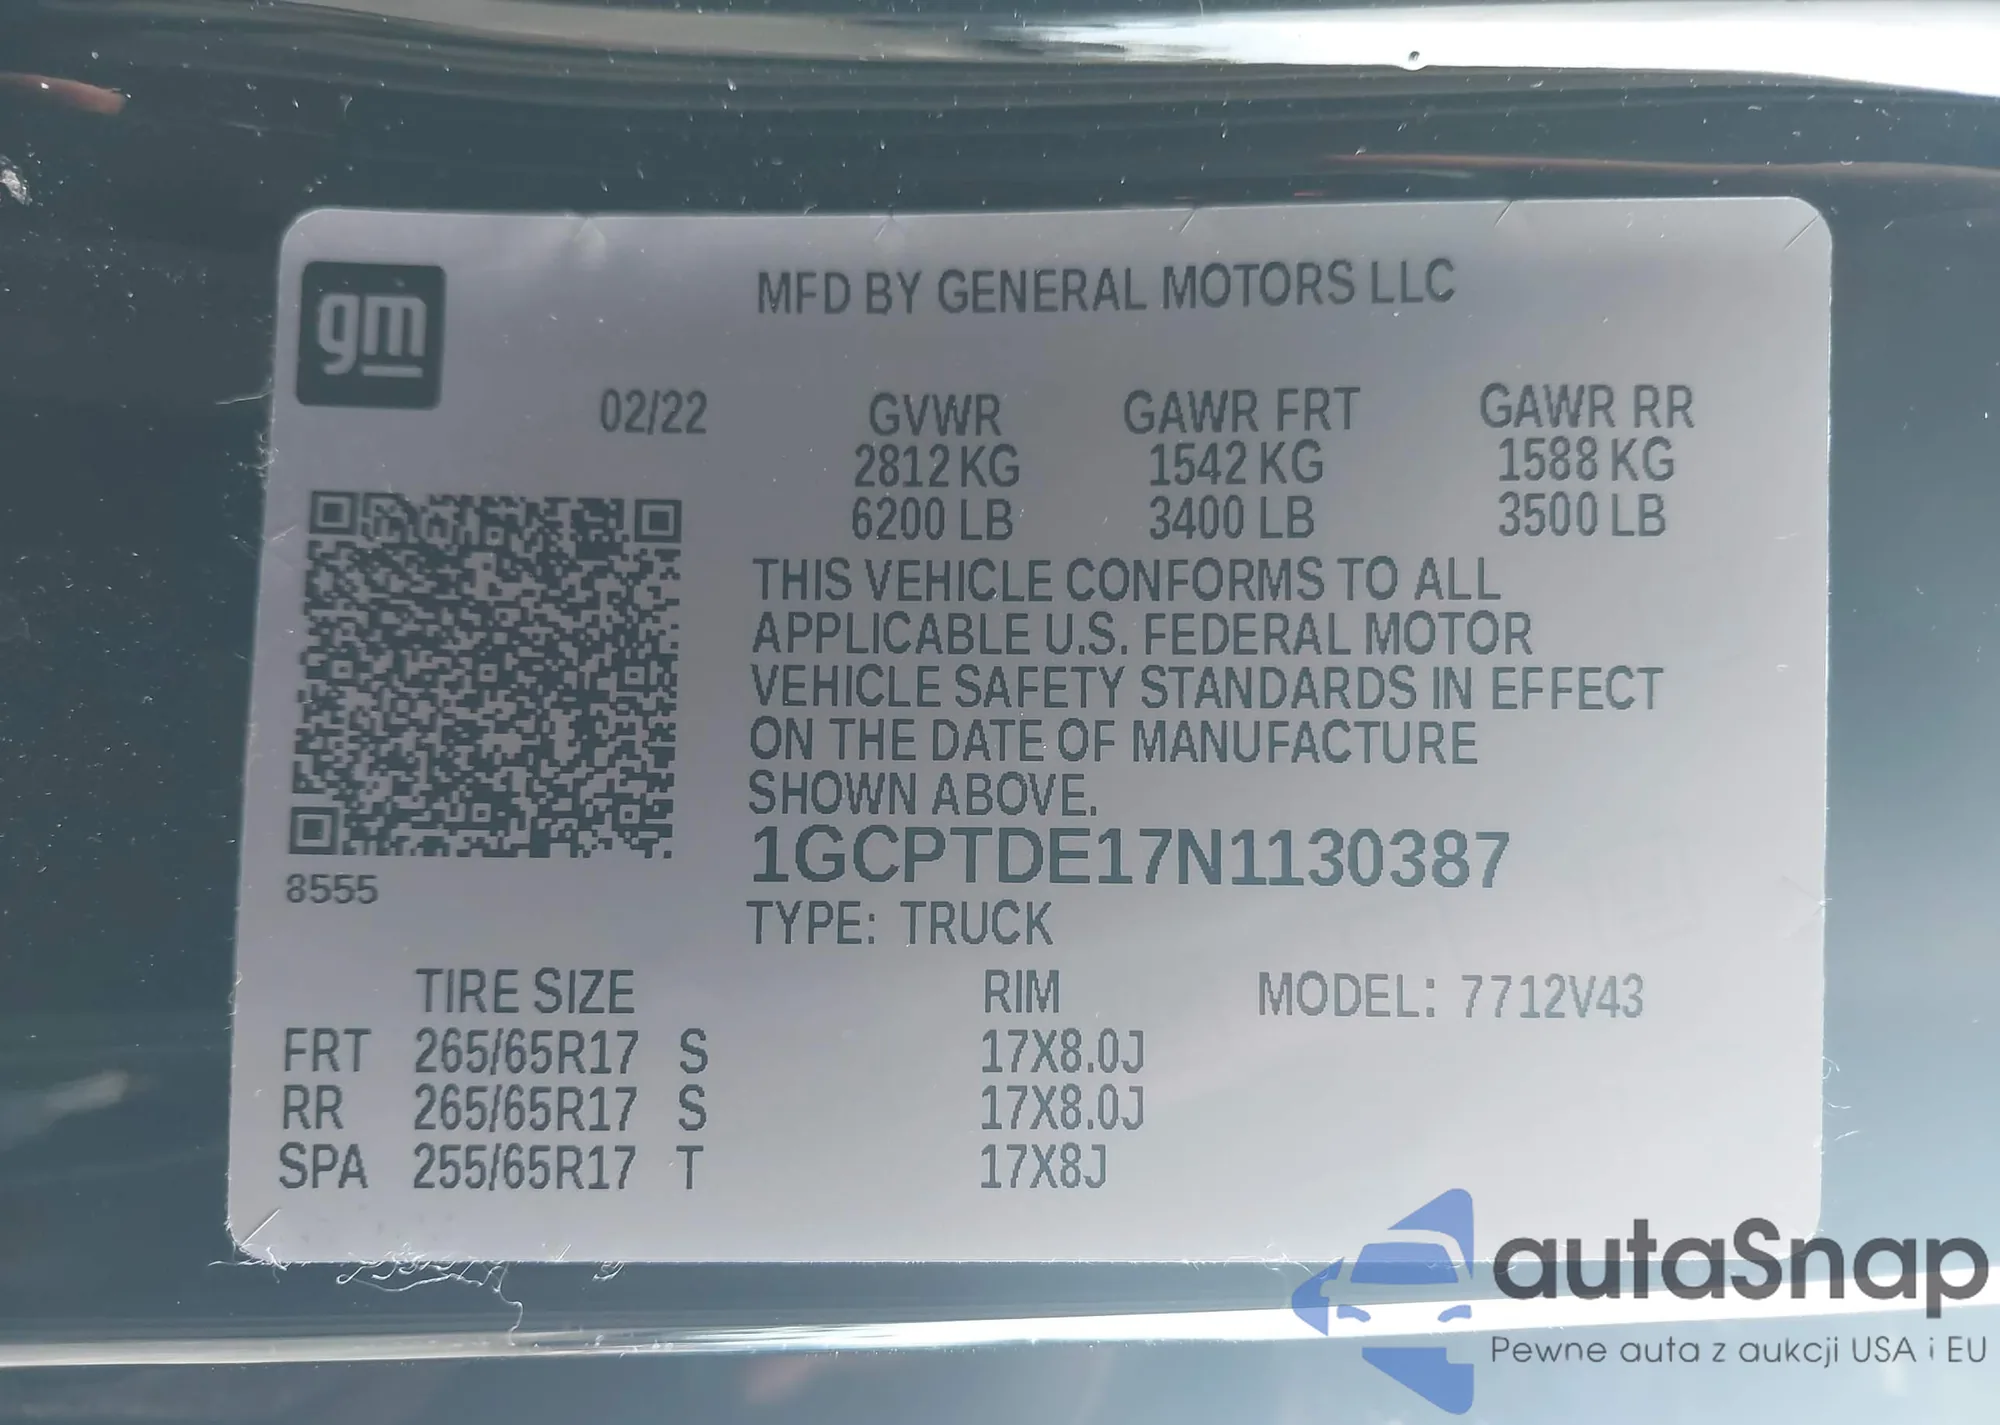 gm
MFD BY GENERAL MOTORS LLC
02/22 GVWR GAWR FRT GAWR RR
2812 KG 1542 KG 1588 KG
6200 LB 3400 LB 3500 LB
THIS VEHICLE CONFORMS TO ALL
APPLICABLE U.S. FEDERAL MOTOR
VEHICLE SAFETY STANDARDS IN EFFECT
ON THE DATE OF MANUFACTURE
SHOWN ABOVE.
1GCPTDE17N1130387
8555
TYPE: TRUCK
TIRE SIZE RIM MODEL: 7712V43
FRT 265/65R17 S 17X8.0J
RR 265/65R17 S 17X8.0J
SPA 255/65R17 T 17X8J
autaSnap
Pewne auta z aukcji USA i EU